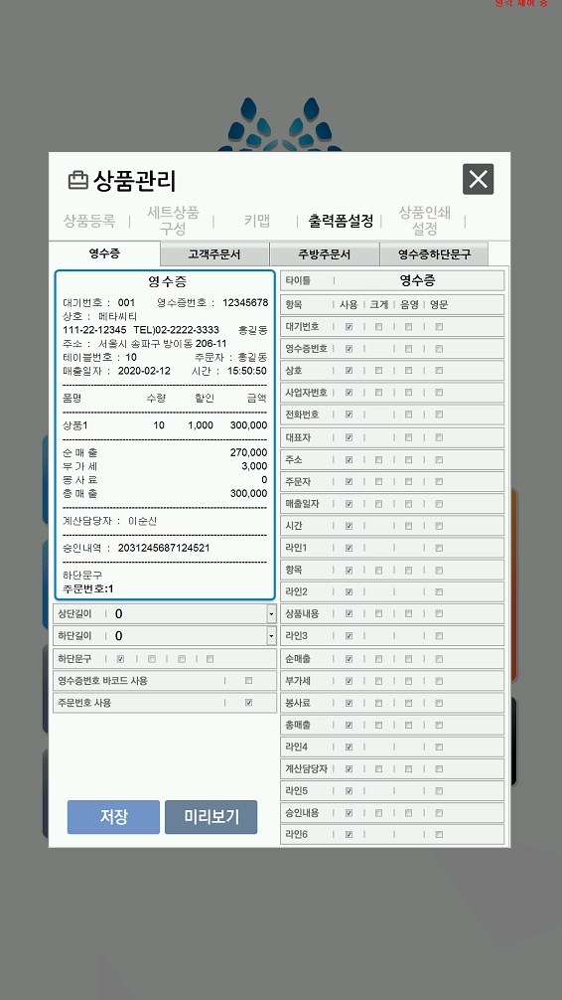 원격 제어 중
상품관리
상품등록 | 세트상품 구성 | 키맵 | 출력폼설정 | 상품인쇄 설정 |
영수증 고객주문서 주방주문서 영수증하단문구
영수증
대기번호 : 001 영수증번호 : 12345678
상호 : 메타씨티
111-22-12345 TEL)02-2222-3333 홍길동
주소 : 서울시 송파구 방이동 206-11
테이블번호 : 10 주문자 : 홍길동
매출일자 : 2020-02-12 시간 : 15:50:50
품명 수량 할인 금액
상품1 10 1,000 300,000
순 매 출 270,000
부 가 세 3,000
봉 사 료 0
총 매 출 300,000
계산담당자 : 이순신
승인내역 : 2031245687124521
하단문구
주문번호:1
상단길이 | 0
하단길이 | 0
하단문구
영수증번호 바코드 사용
주문번호 사용
저장 미리보기
타이틀 | 영수증
항목 | 사용 | 크게 | 음영 | 영문
대기번호
영수증번호
상호
사업자번호
전화번호
대표자
주소
주문자
매출일자
시간
라인1
항목
라인2
상품내용
라인3
순매출
부가세
봉사료
총매출
라인4
계산담당자
라인5
승인내용
라인6